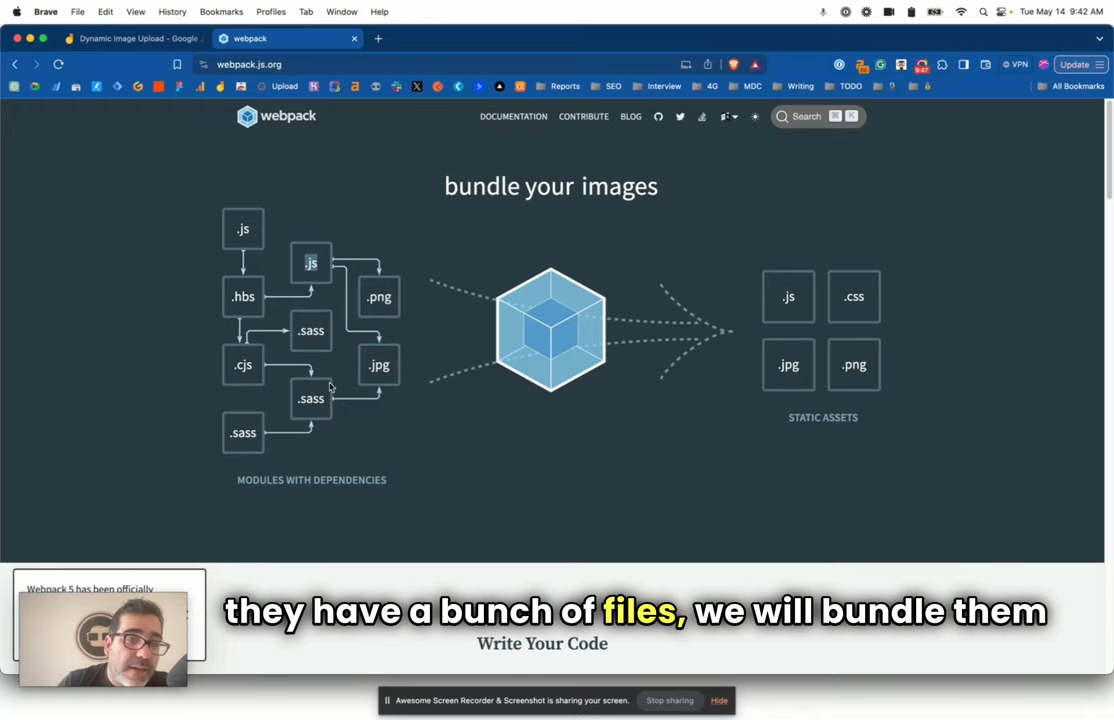 Brave File Edit View History Bookmarks Profiles Tab Window Help Tue May 14 9:42 AM
Dynamic Image Upload – Google webpack
webpack.js.org VPN Update
Upload Reports SEO Interview 4G MDC Writing TODO All Bookmarks
webpack DOCUMENTATION CONTRIBUTE BLOG Search ⌘ K
bundle your images
.js
.js
.hbs
.png
.sass
.cjs
.jpg
.sass
.sass
MODULES WITH DEPENDENCIES
.js .css
.jpg .png
STATIC ASSETS
Webpack 5 has been officially
they have a bunch of files, we will bundle them
Write Your Code
Awesome Screen Recorder & Screenshot is sharing your screen. Stop sharing Hide